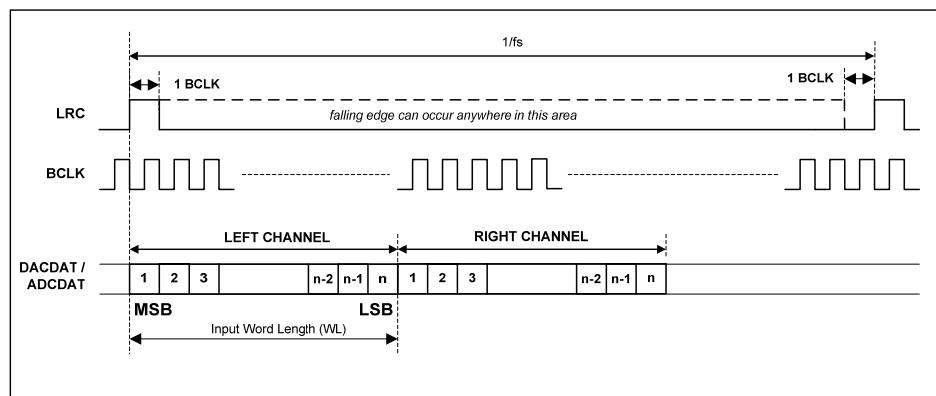 1/fs
1 BCLK
1 BCLK
LRC
falling edge can occur anywhere in this area
BCLK
LEFT CHANNEL
RIGHT CHANNEL
DACDAT /
ADCDAT
1 2 3 n-2 n-1 n 1 2 3 n-2 n-1 n
MSB
LSB
Input Word Length (WL)